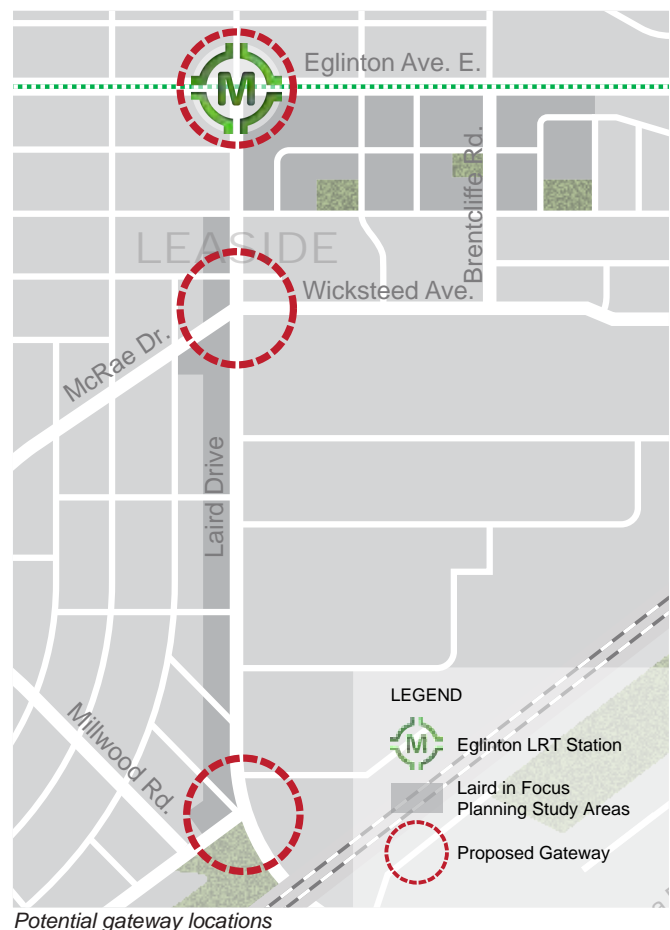 Eglinton Ave. E.
M
Brentcliffe Rd.
LEASIDE
Wicksteed Ave.
McRae Dr.
Laird Drive
Millwood Rd.
LEGEND
M
Eglinton LRT Station
Laird in Focus
Planning Study Areas
Proposed Gateway
Potential gateway locations